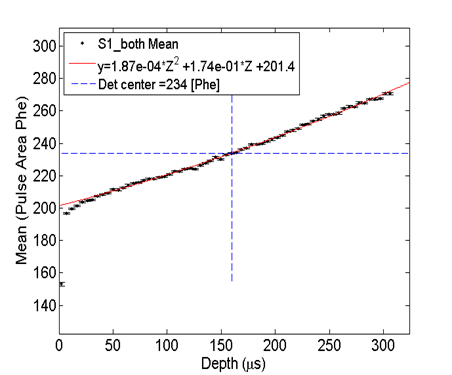 S1_both Mean
y=1.87e-04*Z² +1.74e-01*Z +201.4
Det center =234 [Phe]
Mean (Pulse Area Phe)
300
280
260
240
220
200
180
160
140
0 50 100 150 200 250 300
Depth (μs)